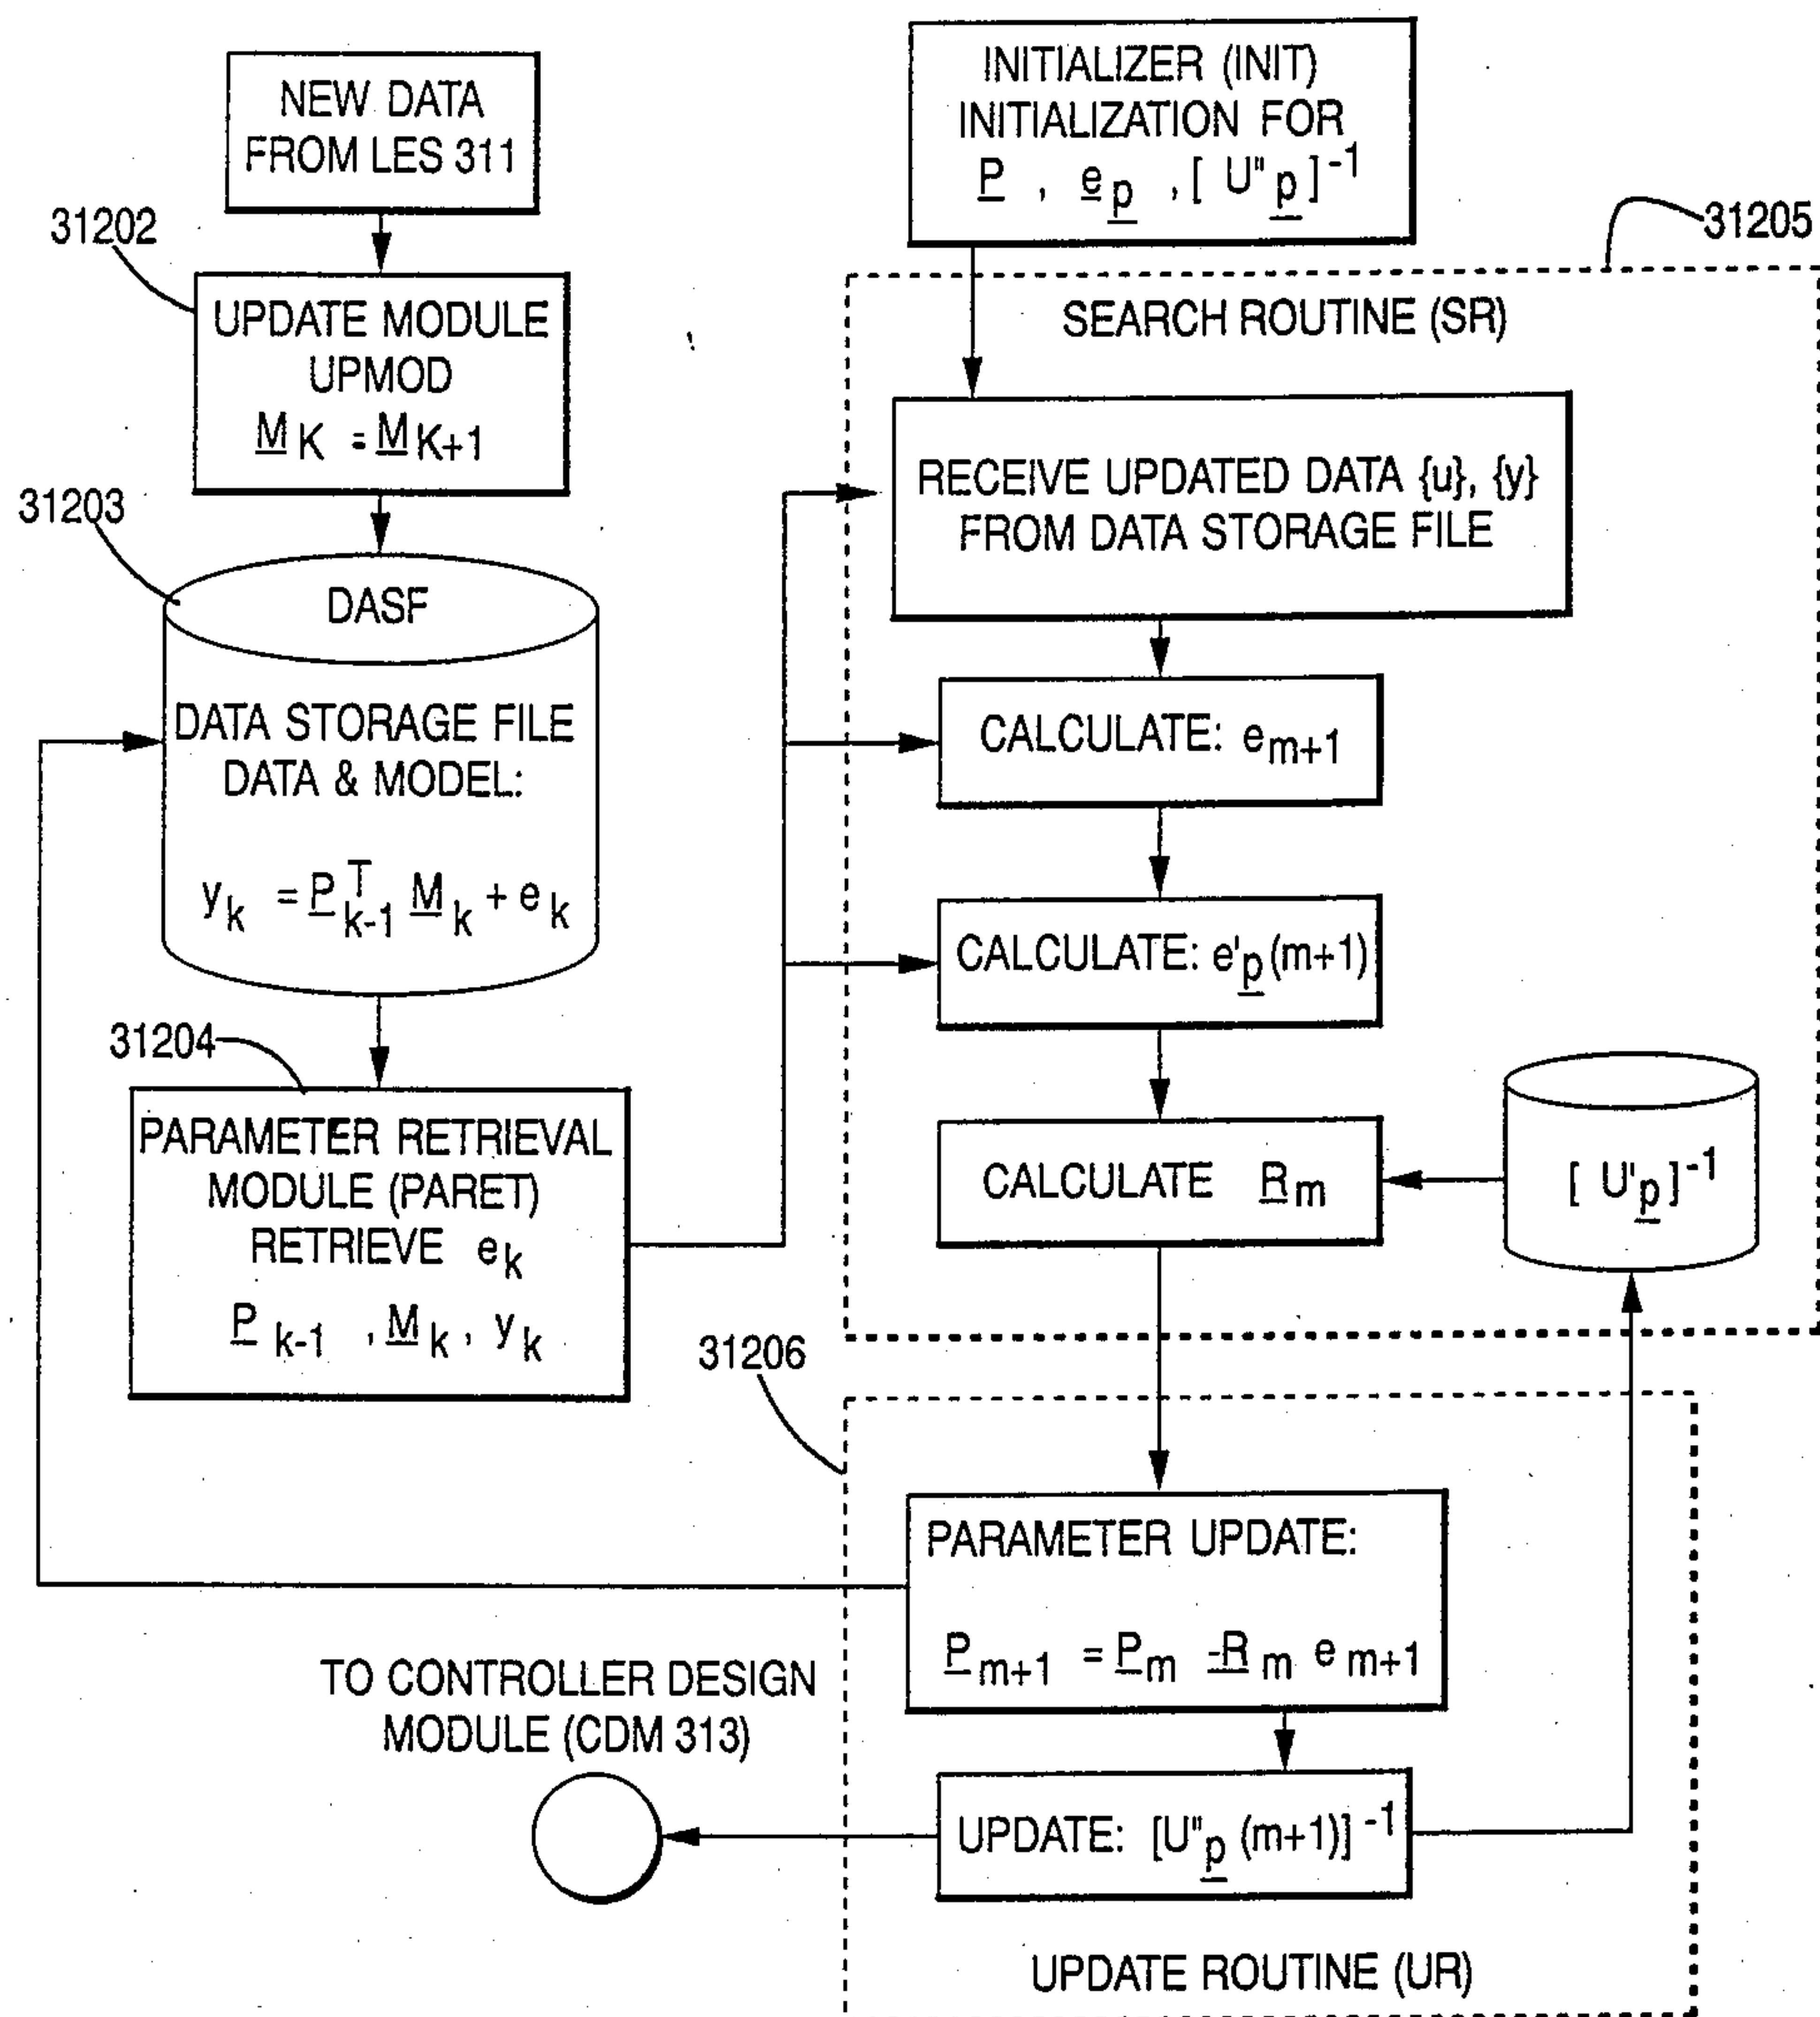 NEW DATA
FROM LES 311
31202
UPDATE MODULE
UPMOD
M K = M K+1
31203
DASF
DATA STORAGE FILE
DATA & MODEL:
y k = P T k-1 M k + e k
31204
PARAMETER RETRIEVAL
MODULE (PARET)
RETRIEVE e k
P k-1 , M k , y k
INITIALIZER (INIT)
INITIALIZATION FOR
P , e p , [ U" p ] -1
31205
SEARCH ROUTINE (SR)
RECEIVE UPDATED DATA {u}, {y}
FROM DATA STORAGE FILE
CALCULATE: e m+1
CALCULATE: e' p (m+1)
CALCULATE R m
[ U' p ] -1
31206
PARAMETER UPDATE:
P m+1 = P m - R m e m+1
TO CONTROLLER DESIGN
MODULE (CDM 313)
UPDATE: [U" p (m+1)] -1
UPDATE ROUTINE (UR)